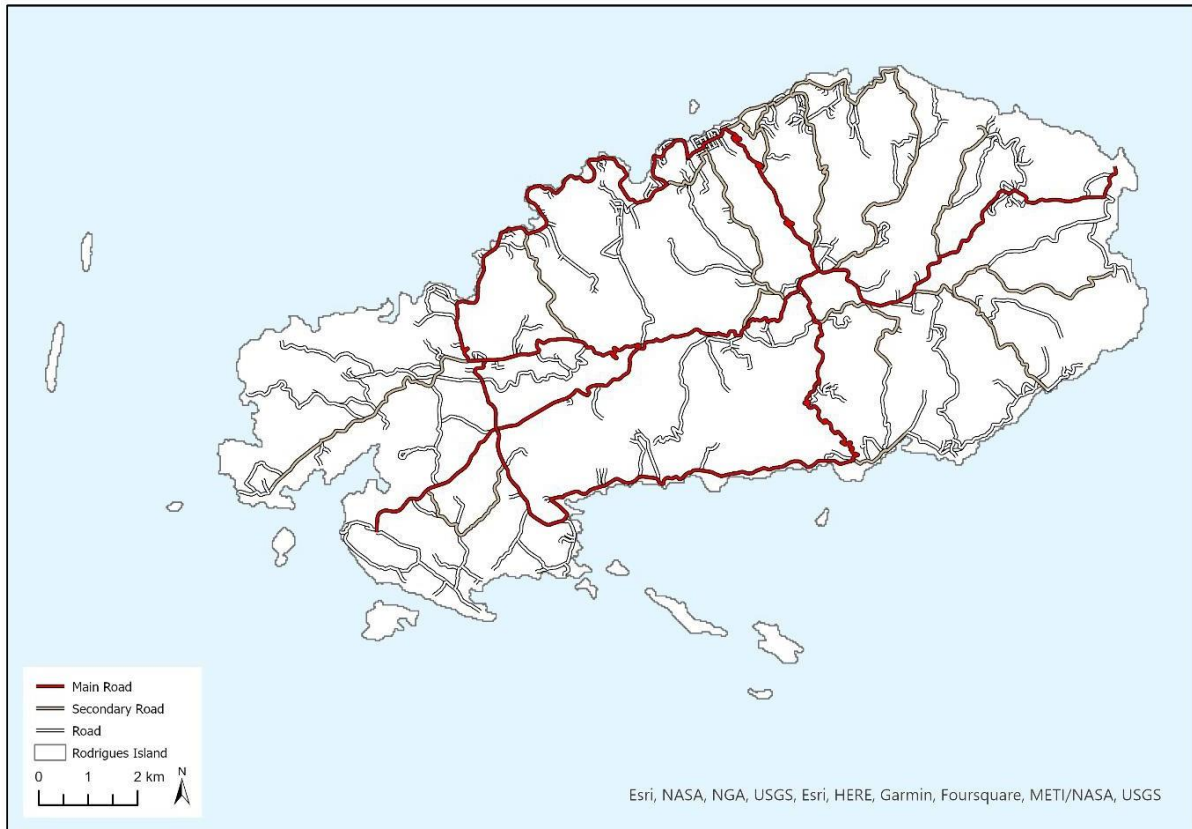 Main Road
Secondary Road
Road
Rodrigues Island
0 1 2 km
N
Esri, NASA, NGA, USGS, Esri, HERE, Garmin, Foursquare, METI/NASA, USGS